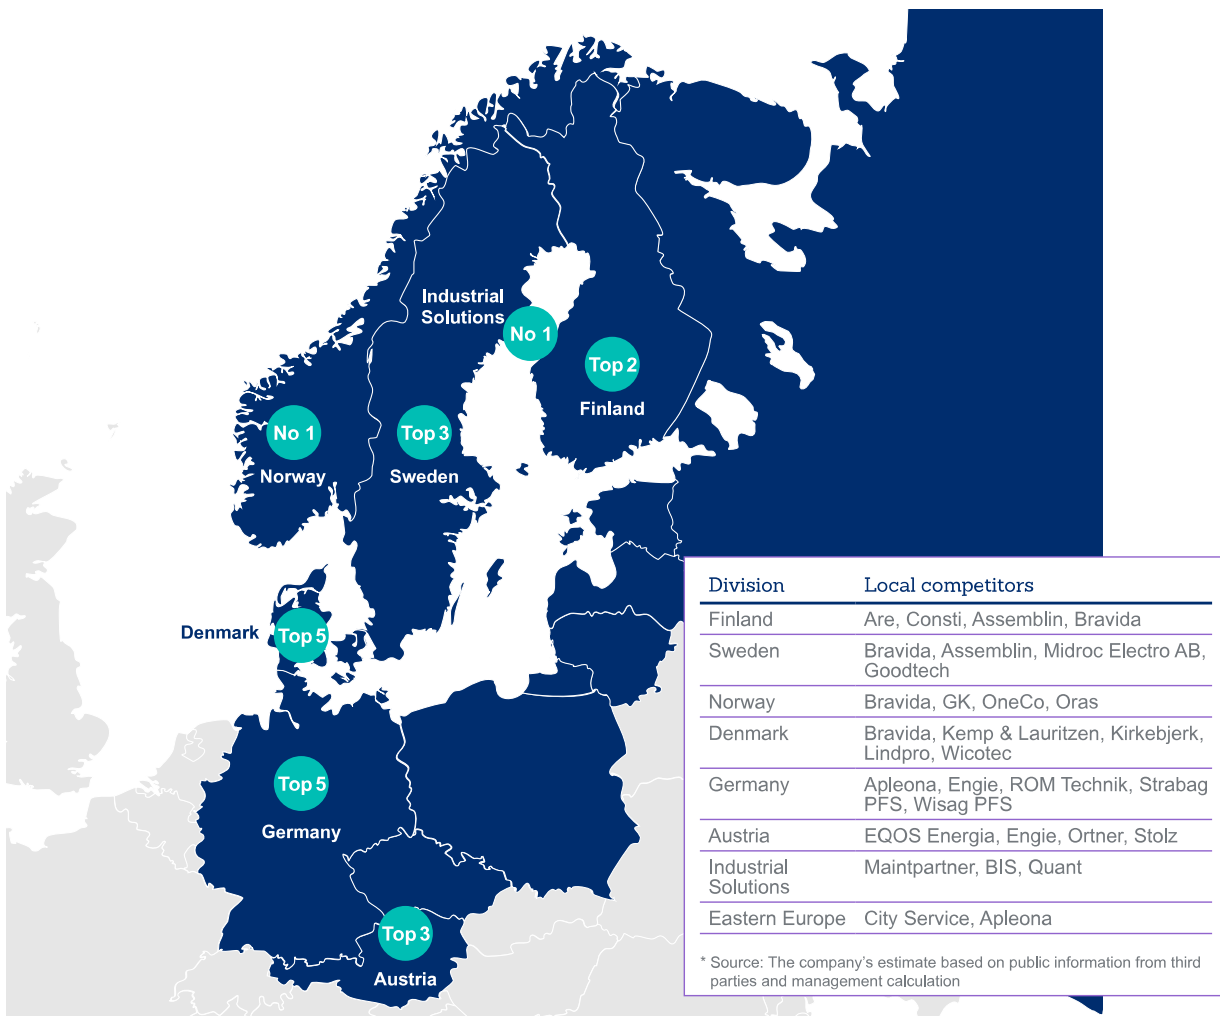 Industrial
Solutions
No 1
Top 2
Finland
No 1
Norway
Top 3
Sweden
Denmark
Top 5
Top 5
Germany
Top 3
Austria
Division Local competitors
Finland Are, Consti, Assemblin, Bravida
Sweden Bravida, Assemblin, Midroc Electro AB,
Goodtech
Norway Bravida, GK, OneCo, Oras
Denmark Bravida, Kemp & Lauritzen, Kirkebjerk,
Lindpro, Wicotec
Germany Apleona, Engie, ROM Technik, Strabag
PFS, Wisag PFS
Austria EQOS Energia, Engie, Ortner, Stolz
Industrial Maintpartner, BIS, Quant
Solutions
Eastern Europe City Service, Apleona
* Source: The company's estimate based on public information from third
parties and management calculation